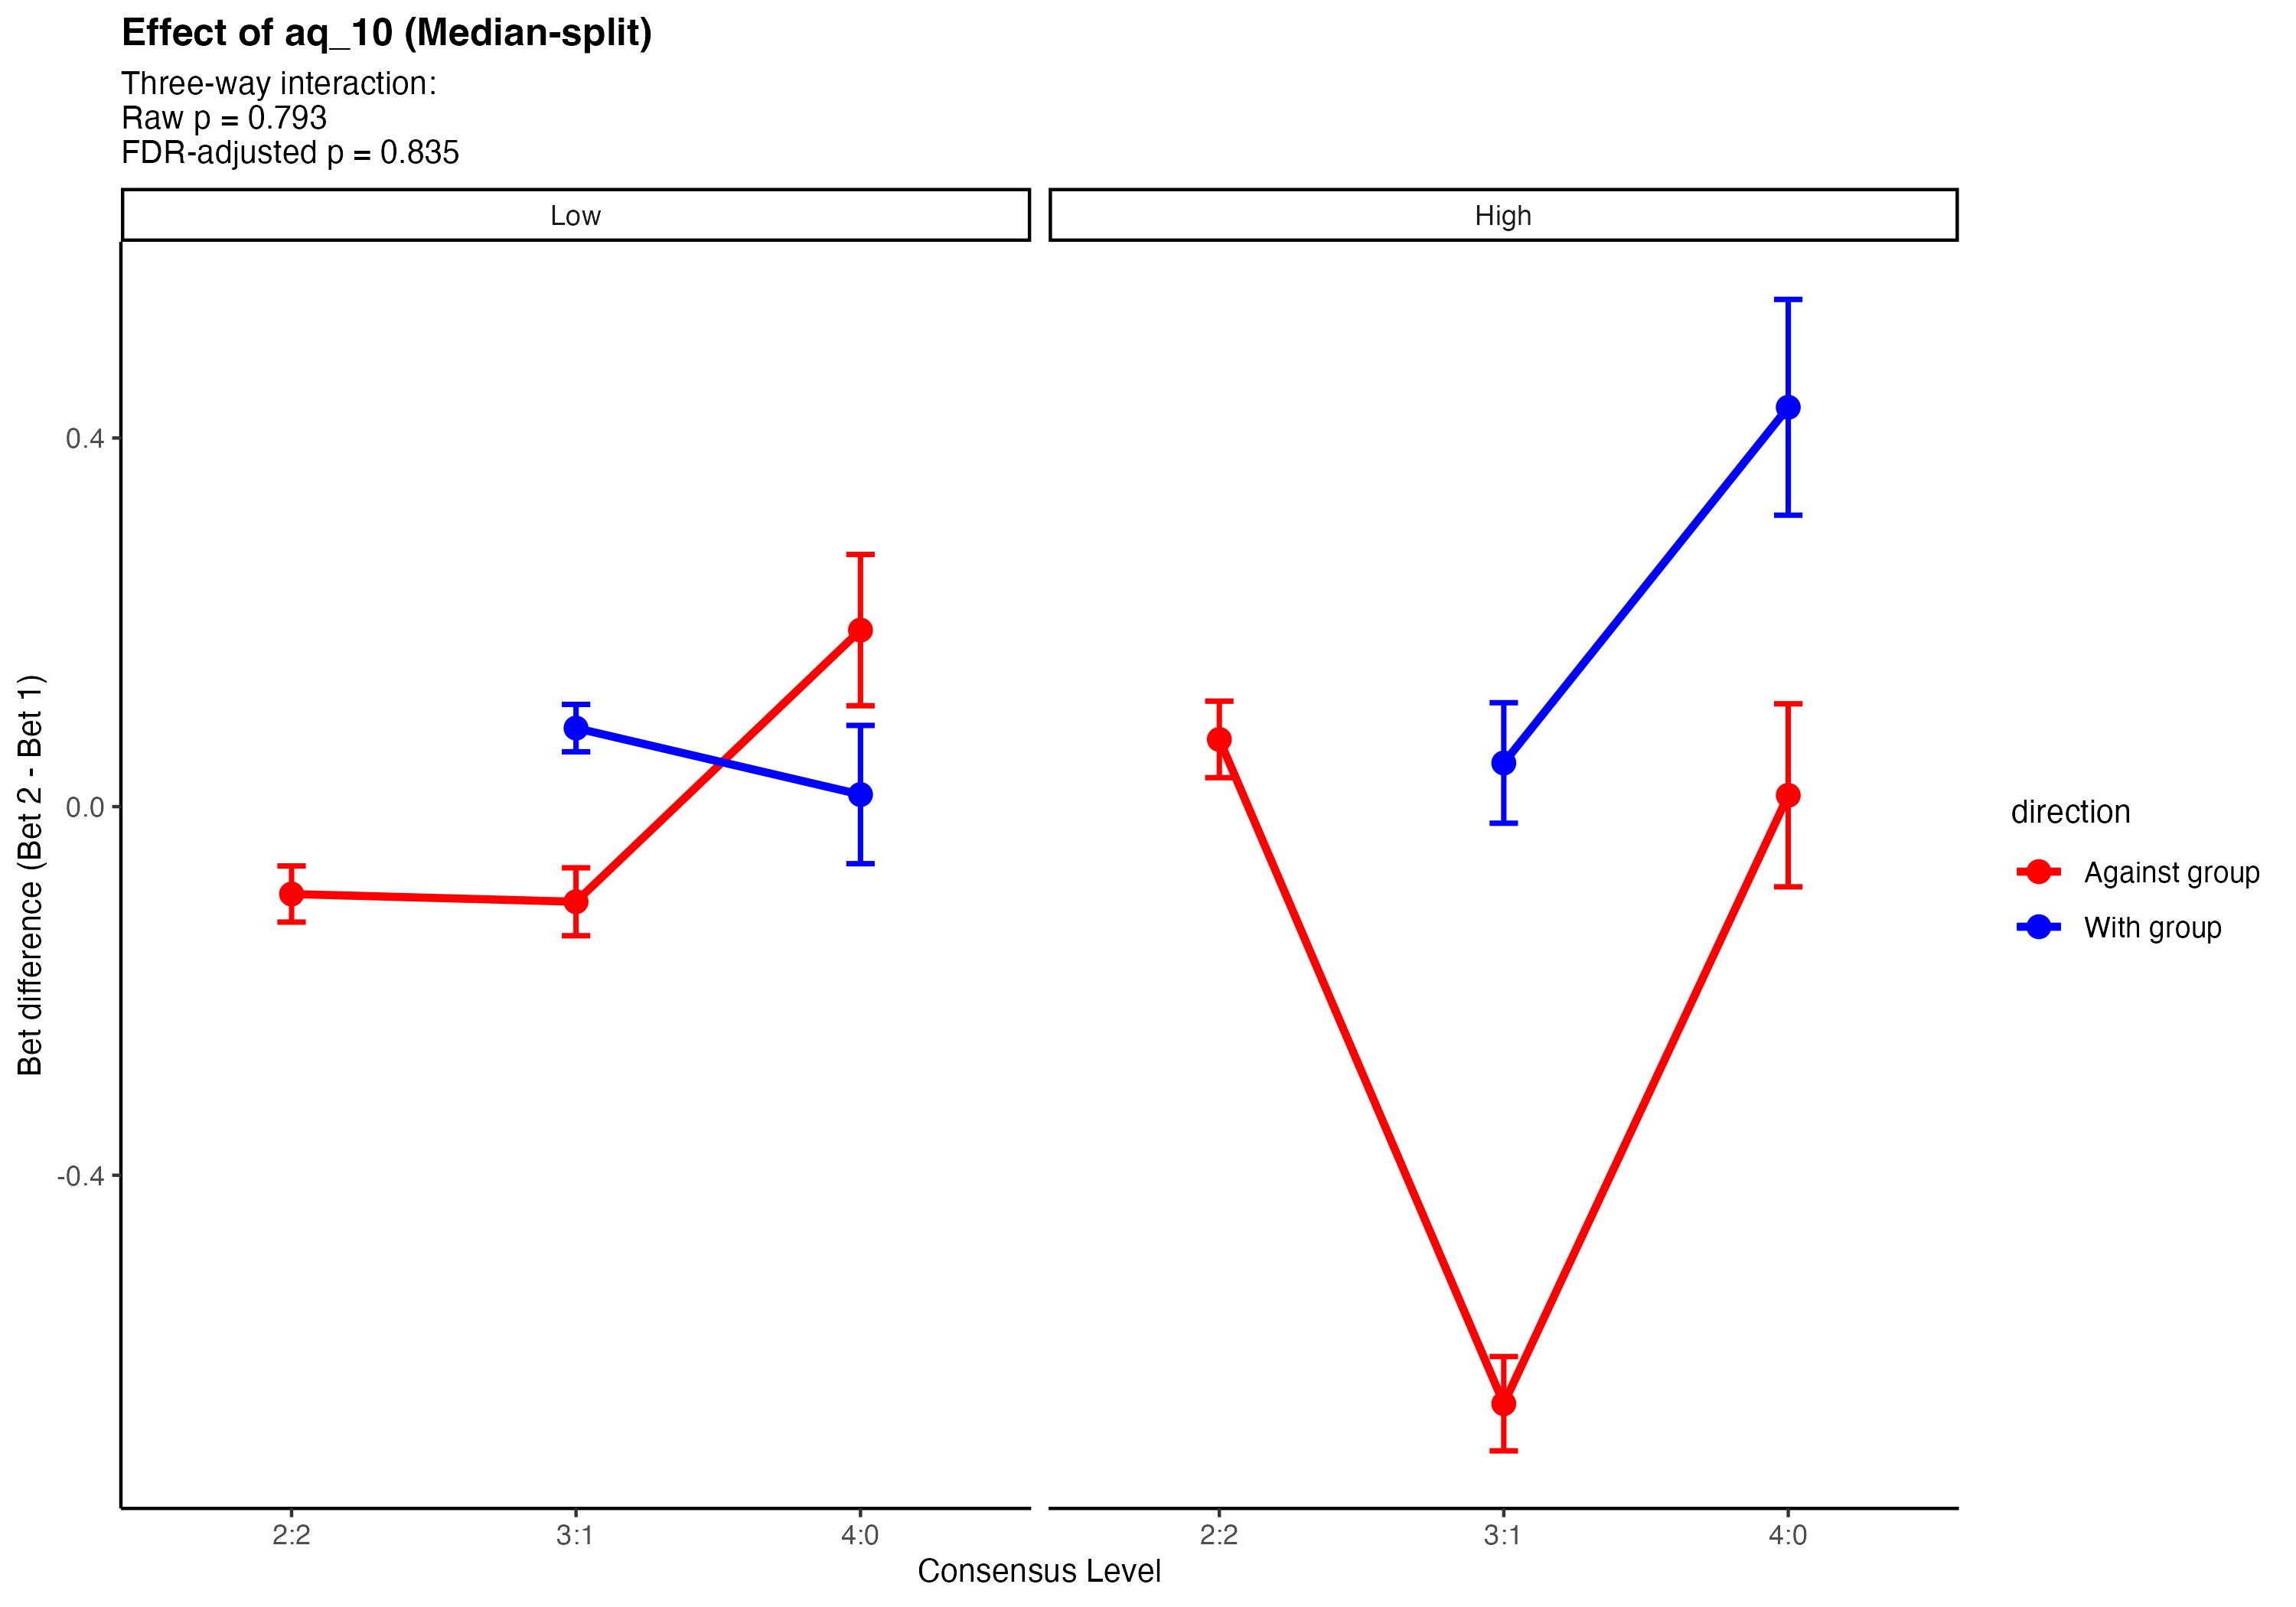 Effect of aq_10 (Median-split)
Three-way interaction:
Raw p = 0.793
FDR-adjusted p = 0.835
Low
High
0.4
0.0
-0.4
Bet difference (Bet 2 - Bet 1)
2:2
3:1
4:0
2:2
3:1
4:0
Consensus Level
direction
Against group
With group